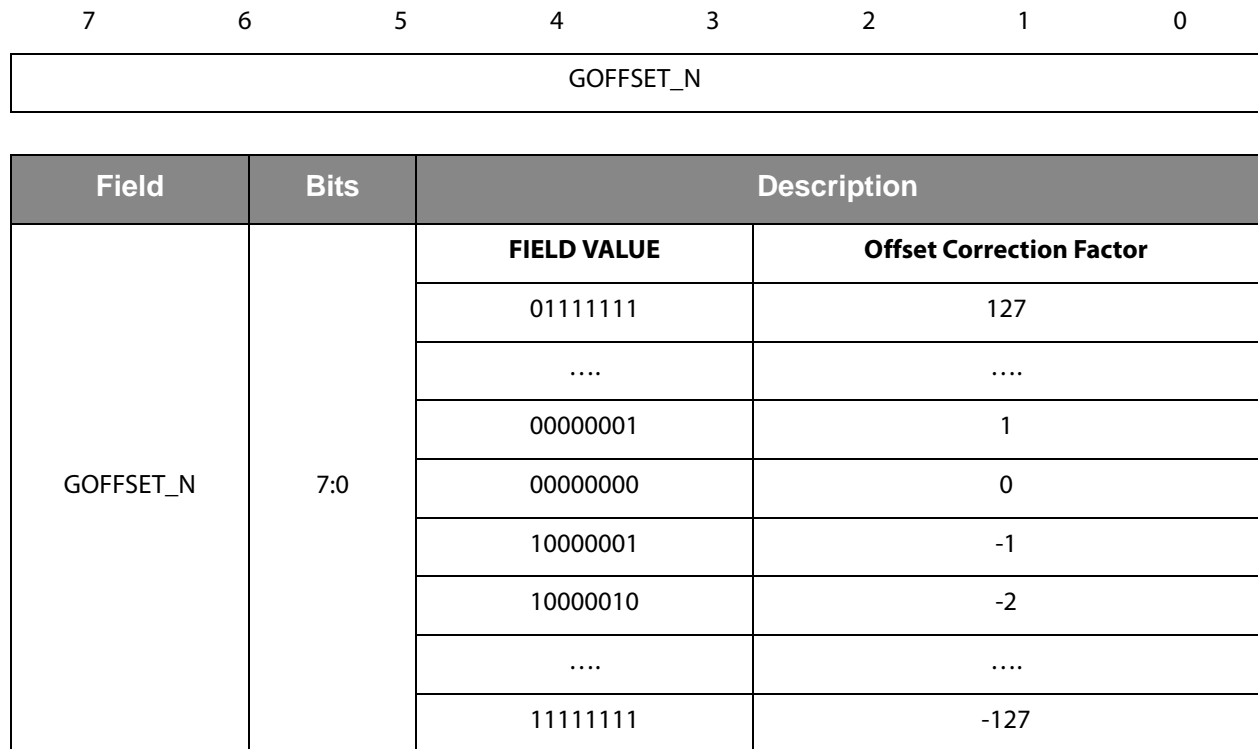 7 6 5 4 3 2 1 0
GOFFSET_N
Field Bits Description
FIELD VALUE Offset Correction Factor
01111111 127
.... ....
00000001 1
GOFFSET_N 7:0 00000000 0
10000001 -1
10000010 -2
.... ....
11111111 -127